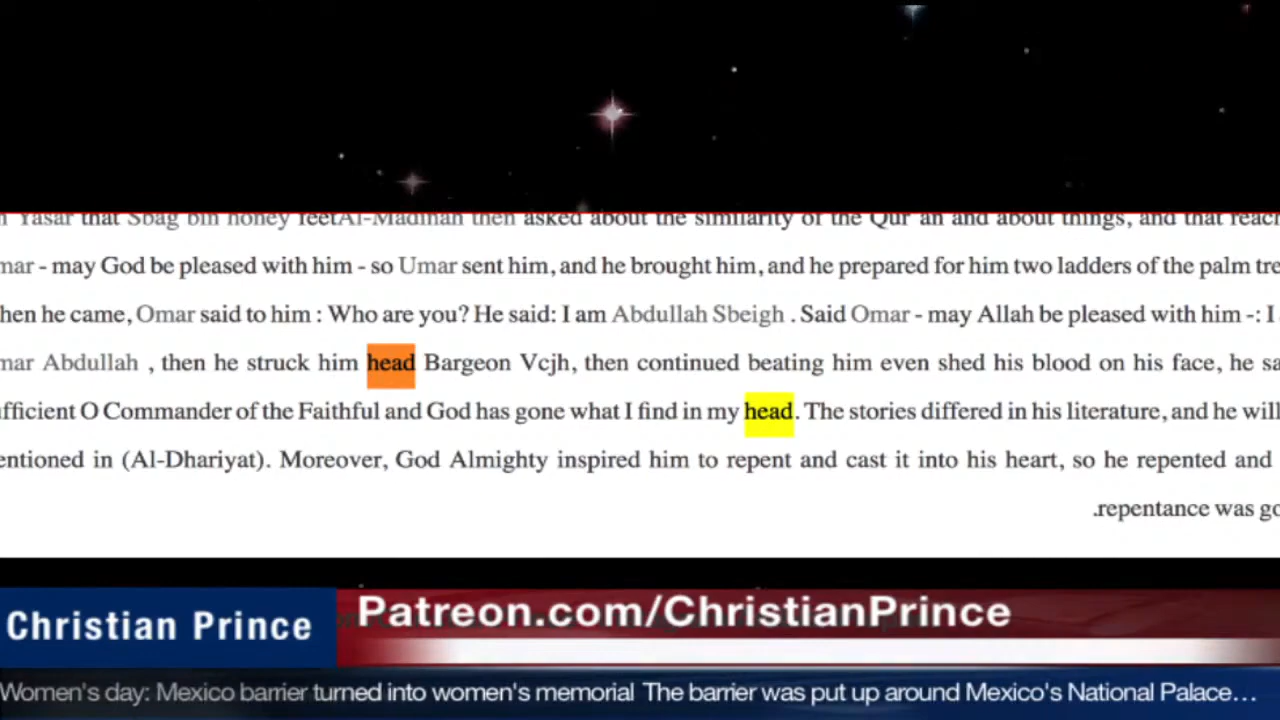 Yasar that Sbag bin honey feetAl-Madinah then asked about the similarity of the Qur'an and about things, and that reach
mar - may God be pleased with him - so Umar sent him, and he brought him, and he prepared for him two ladders of the palm tre
hen he came, Omar said to him : Who are you? He said: I am Abdullah Sbeigh . Said Omar - may Allah be pleased with him -: I
mar Abdullah , then he struck him head Bargeon Vcjh, then continued beating him even shed his blood on his face, he sa
fficient O Commander of the Faithful and God has gone what I find in my head. The stories differed in his literature, and he will
entioned in (Al-Dhariyat). Moreover, God Almighty inspired him to repent and cast it into his heart, so he repented and
.repentance was go
Christian Prince
Patreon.com/ChristianPrince
Women's day: Mexico barrier turned into women's memorial The barrier was put up around Mexico's National Palace…